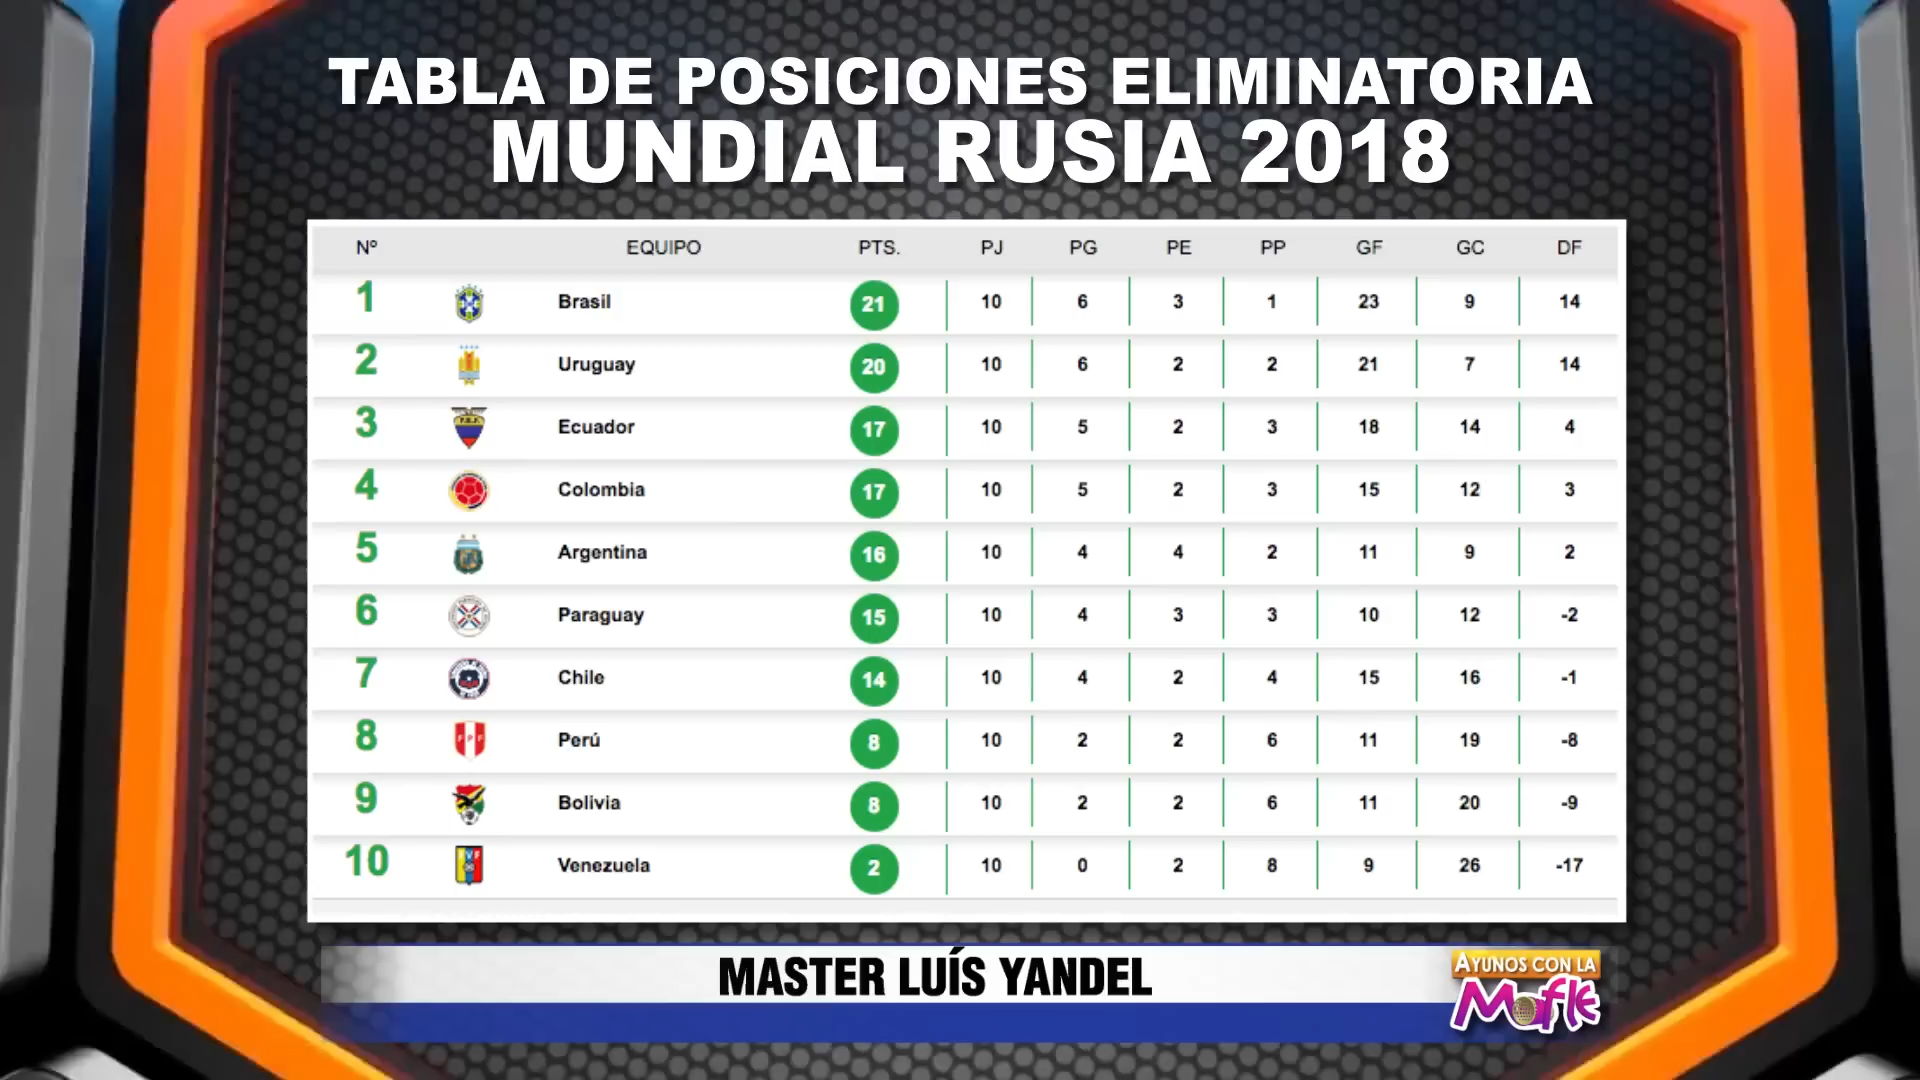 TABLA DE POSICIONES ELIMINATORIA
MUNDIAL RUSIA 2018
Nº EQUIPO PTS. PJ PG PE PP GF GC DF
1 Brasil 21 10 6 3 1 23 9 14
2 Uruguay 20 10 6 2 2 21 7 14
3 Ecuador 17 10 5 2 3 18 14 4
4 Colombia 17 10 5 2 3 15 12 3
5 Argentina 16 10 4 4 2 11 9 2
6 Paraguay 15 10 4 3 3 10 12 -2
7 Chile 14 10 4 2 4 15 16 -1
8 Perú 8 10 2 2 6 11 19 -8
9 Bolivia 8 10 2 2 6 11 20 -9
10 Venezuela 2 10 0 2 8 9 26 -17
MASTER LUÍS YANDEL
AYUNOS CON LA
Mofle